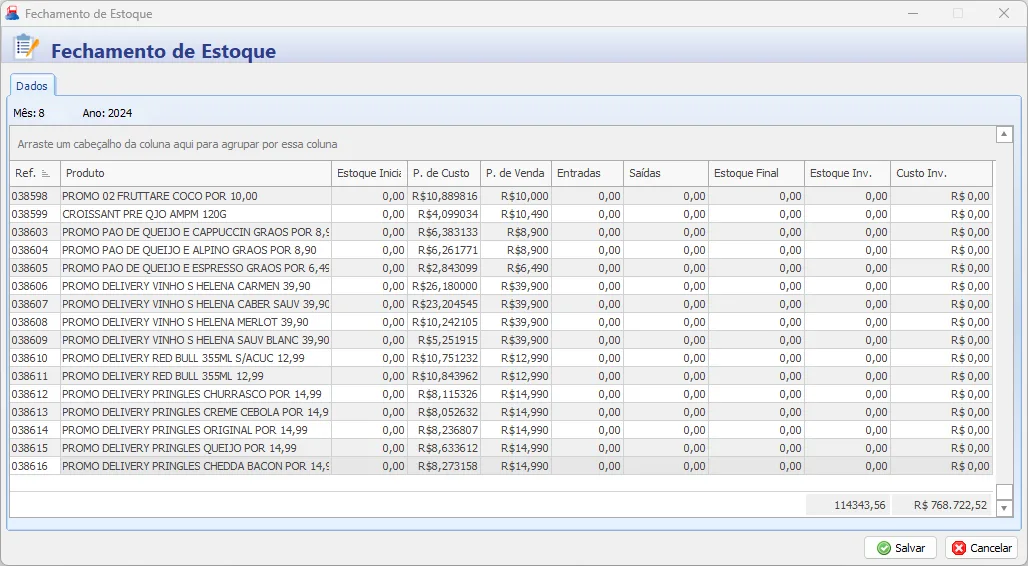 Fechamento de Estoque
Fechamento de Estoque
Dados
Mês: 8 Ano: 2024
Arraste um cabeçalho da coluna aqui para agrupar por essa coluna
Ref. Produto Estoque Inicia P. de Custo P. de Venda Entradas Saídas Estoque Final Estoque Inv. Custo Inv.
038598 PROMO 02 FRUTTARE COCO POR 10,00 0,00 R$10,889816 R$10,000 0,00 0,00 0,00 0,00 R$ 0,00
038599 CROISSANT PRE QJO AMPM 120G 0,00 R$4,099034 R$10,490 0,00 0,00 0,00 0,00 R$ 0,00
038603 PROMO PAO DE QUEIJO E CAPPUCCIN GRAOS POR 8,9 0,00 R$6,383133 R$8,900 0,00 0,00 0,00 0,00 R$ 0,00
038604 PROMO PAO DE QUEIJO E ALPINO GRAOS POR 8,90 0,00 R$6,261771 R$8,900 0,00 0,00 0,00 0,00 R$ 0,00
038605 PROMO PAO DE QUEIJO E ESPRESSO GRAOS POR 6,49 0,00 R$2,843099 R$6,490 0,00 0,00 0,00 0,00 R$ 0,00
038606 PROMO DELIVERY VINHO S HELENA CARMEN 39,90 0,00 R$26,180000 R$39,900 0,00 0,00 0,00 0,00 R$ 0,00
038607 PROMO DELIVERY VINHO S HELENA CABER SAUV 39,90 0,00 R$23,204545 R$39,900 0,00 0,00 0,00 0,00 R$ 0,00
038608 PROMO DELIVERY VINHO S HELENA MERLOT 39,90 0,00 R$10,242105 R$39,900 0,00 0,00 0,00 0,00 R$ 0,00
038609 PROMO DELIVERY VINHO S HELENA SAUV BLANC 39,90 0,00 R$5,251915 R$39,900 0,00 0,00 0,00 0,00 R$ 0,00
038610 PROMO DELIVERY RED BULL 355ML S/ACUC 12,99 0,00 R$10,751232 R$12,990 0,00 0,00 0,00 0,00 R$ 0,00
038611 PROMO DELIVERY RED BULL 355ML 12,99 0,00 R$10,843962 R$12,990 0,00 0,00 0,00 0,00 R$ 0,00
038612 PROMO DELIVERY PRINGLES CHURRASCO POR 14,99 0,00 R$8,115326 R$14,990 0,00 0,00 0,00 0,00 R$ 0,00
038613 PROMO DELIVERY PRINGLES CREME CEBOLA POR 14,9 0,00 R$8,052632 R$14,990 0,00 0,00 0,00 0,00 R$ 0,00
038614 PROMO DELIVERY PRINGLES ORIGINAL POR 14,99 0,00 R$8,236807 R$14,990 0,00 0,00 0,00 0,00 R$ 0,00
038615 PROMO DELIVERY PRINGLES QUEIJO POR 14,99 0,00 R$8,633612 R$14,990 0,00 0,00 0,00 0,00 R$ 0,00
038616 PROMO DELIVERY PRINGLES CHEDDA BACON POR 14,9 0,00 R$8,273158 R$14,990 0,00 0,00 0,00 0,00 R$ 0,00
114343,56 R$ 768.722,52
Salvar Cancelar